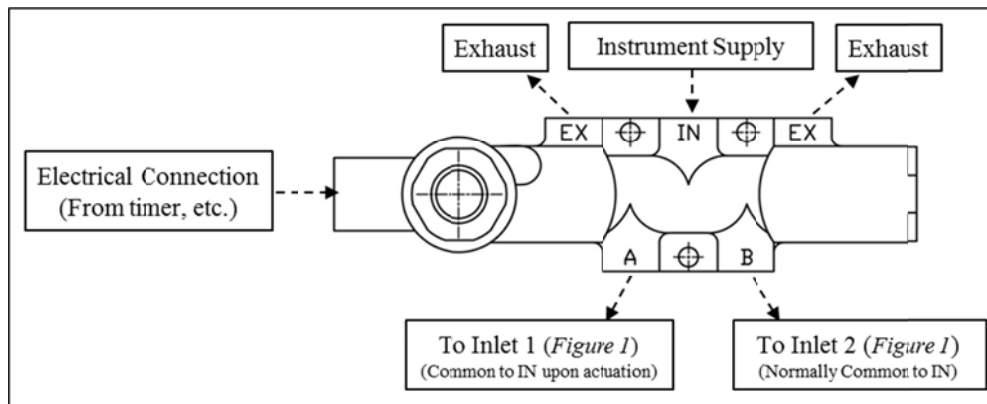 Exhaust
Instrument Supply
Exhaust
EX
IN
EX
Electrical Connection
(From timer, etc.)
A
B
To Inlet 1 (Figure 1)
(Common to IN upon actuation)
To Inlet 2 (Figure 1)
(Normally Common to IN)